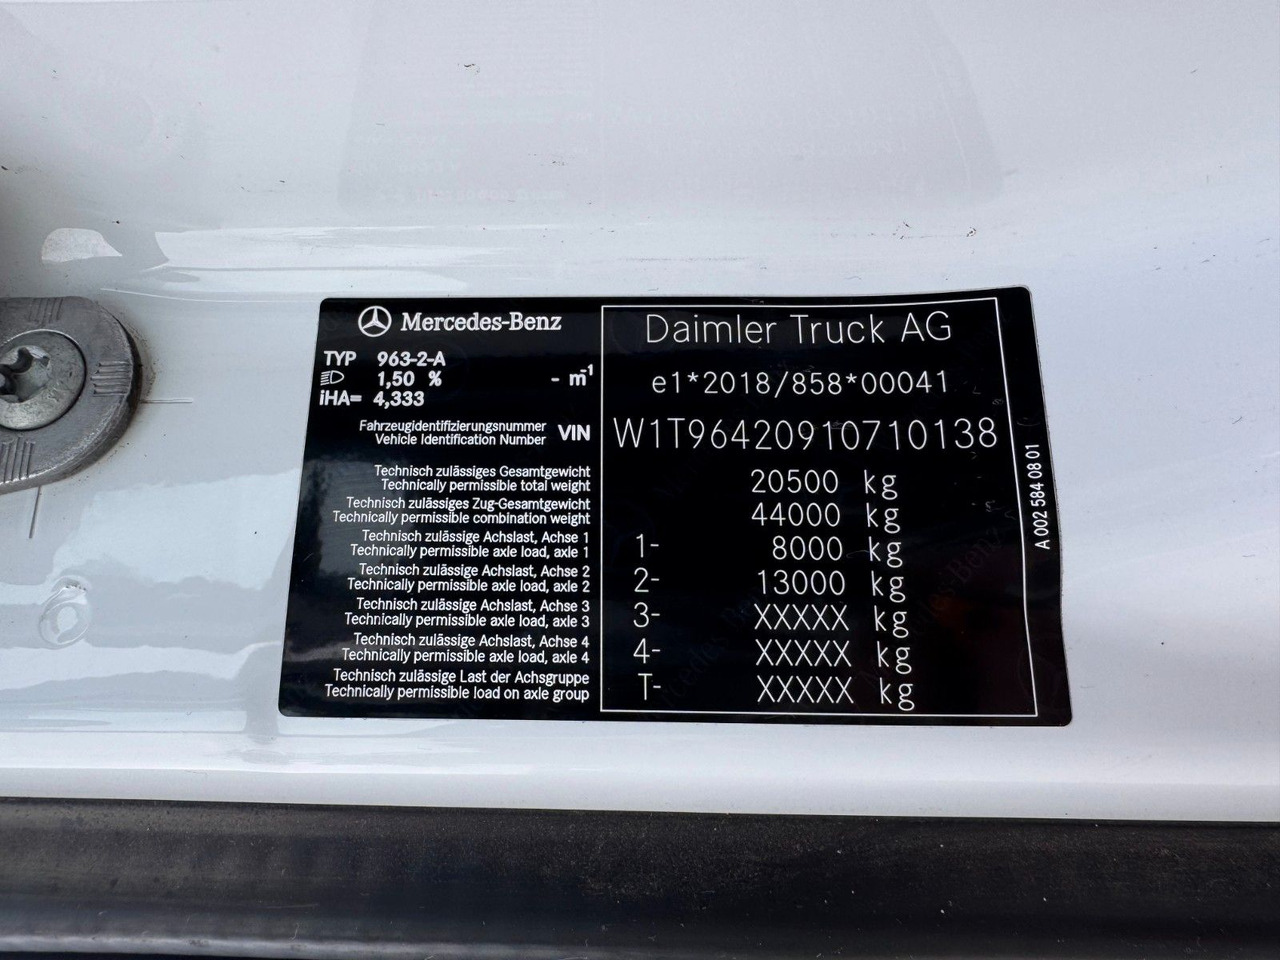 Mercedes-Benz
TYP 963-2-A
1,50 % - m⁻¹
iHA= 4,333
Daimler Truck AG
e1*2018/858*00041
Fahrzeugidentifizierungsnummer
Vehicle Identification Number VIN W1T96420910710138
Technisch zulässiges Gesamtgewicht
Technically permissible total weight 20500 kg
Technisch zulässiges Zug-Gesamtgewicht
Technically permissible combination weight 44000 kg
Technisch zulässige Achslast, Achse 1
Technically permissible axle load, axle 1 1- 8000 kg
Technisch zulässige Achslast, Achse 2
Technically permissible axle load, axle 2 2- 13000 kg
Technisch zulässige Achslast, Achse 3
Technically permissible axle load, axle 3 3- XXXXX kg
Technisch zulässige Achslast, Achse 4
Technically permissible axle load, axle 4 4- XXXXX kg
Technisch zulässige Last der Achsgruppe
Technically permissible load on axle group T- XXXXX kg
A 002 584 08 01